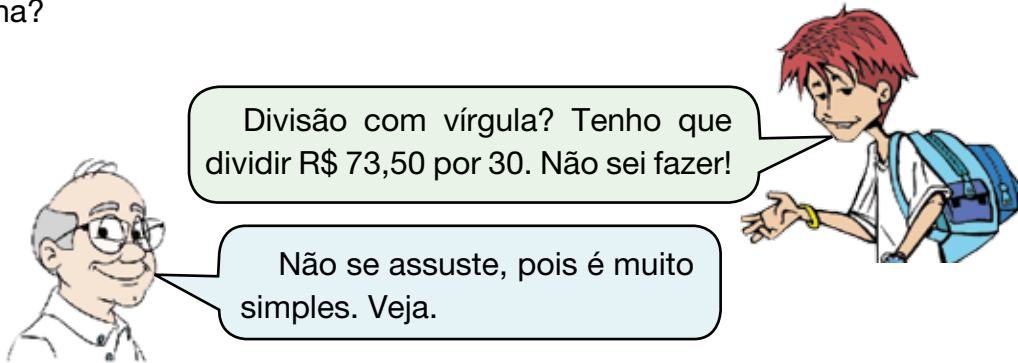 na?
Divisão com vírgula? Tenho que
dividir R$ 73,50 por 30. Não sei fazer!
Não se assuste, pois é muito
simples. Veja.